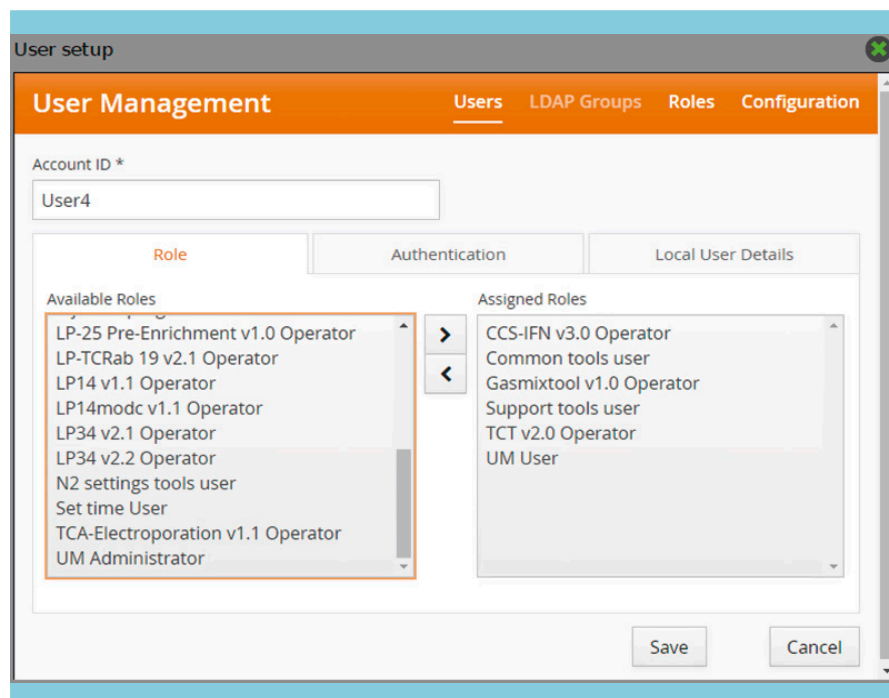 User setup
User Management
Users LDAP Groups Roles Configuration
Account ID *
User4
Role Authentication Local User Details
Available Roles
LP-25 Pre-Enrichment v1.0 Operator
LP-TCRab 19 v2.1 Operator
LP14 v1.1 Operator
LP14modc v1.1 Operator
LP34 v2.1 Operator
LP34 v2.2 Operator
N2 settings tools user
Set time User
TCA-Electroporation v1.1 Operator
UM Administrator
Assigned Roles
CCS-IFN v3.0 Operator
Common tools user
Gasmixtool v1.0 Operator
Support tools user
TCT v2.0 Operator
UM User
Save Cancel